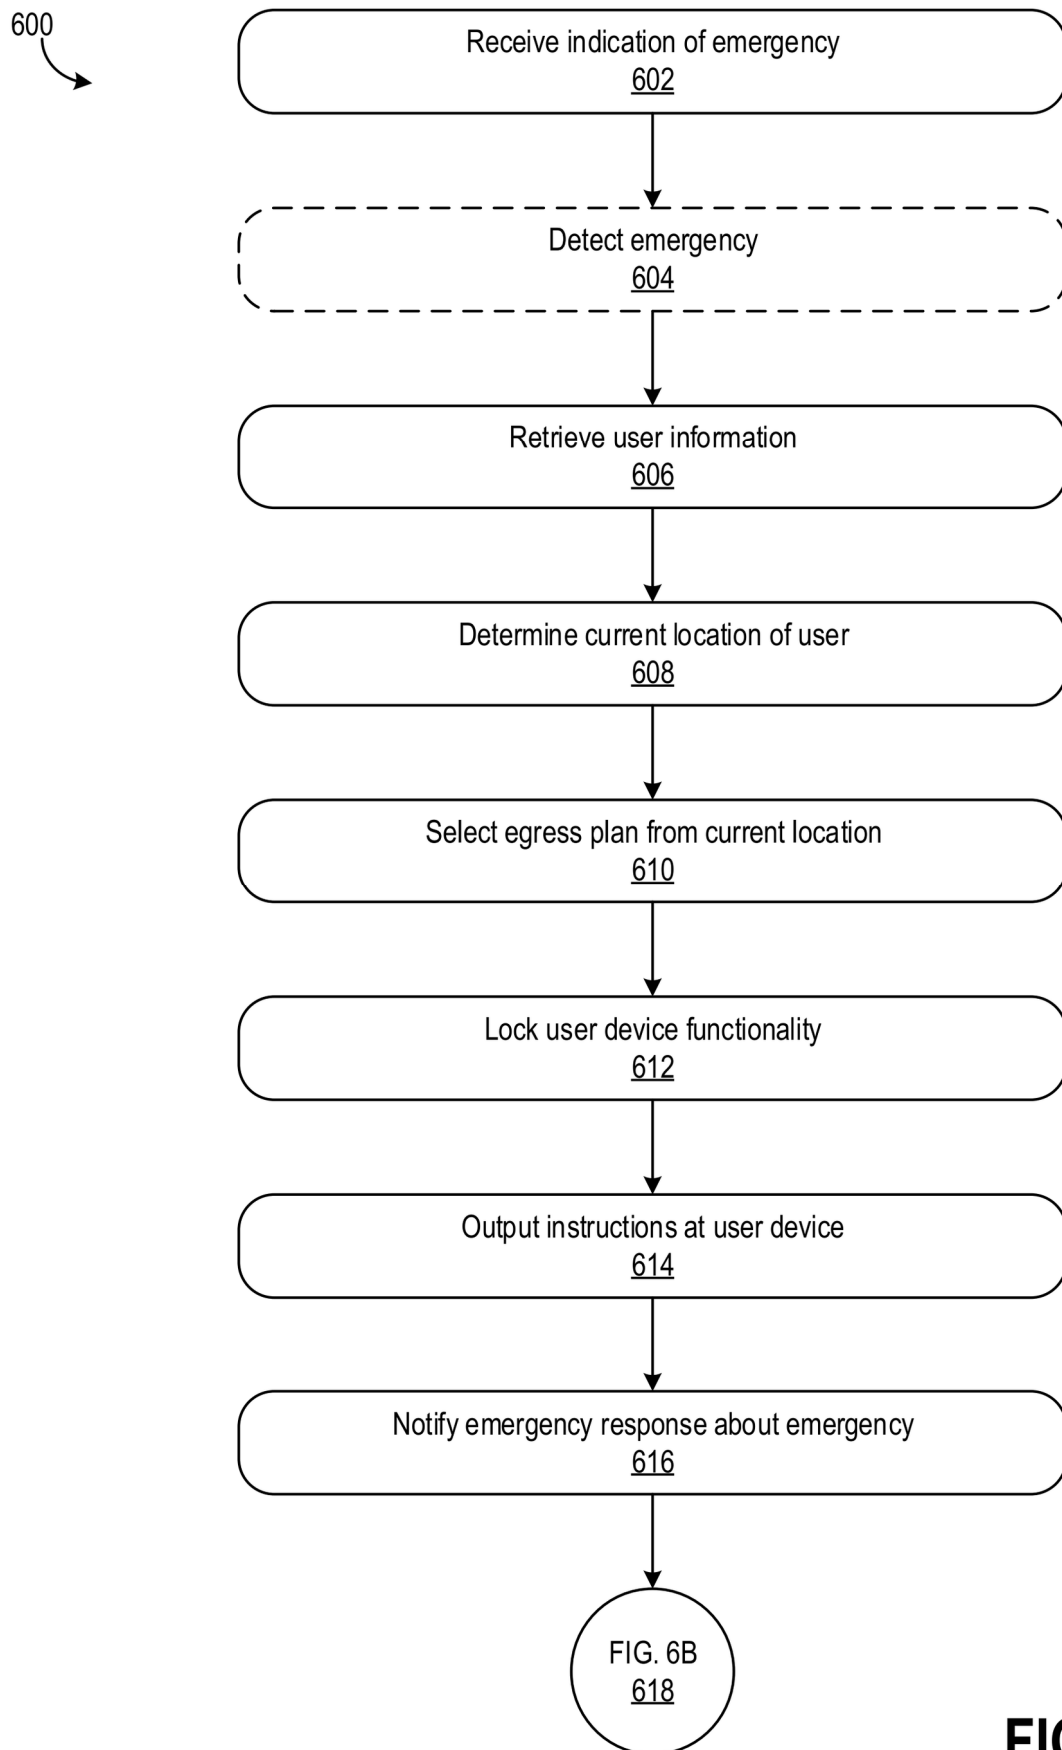 600
Receive indication of emergency
602
Detect emergency
604
Retrieve user information
606
Determine current location of user
608
Select egress plan from current location
610
Lock user device functionality
612
Output instructions at user device
614
Notify emergency response about emergency
616
FIG. 6B
618